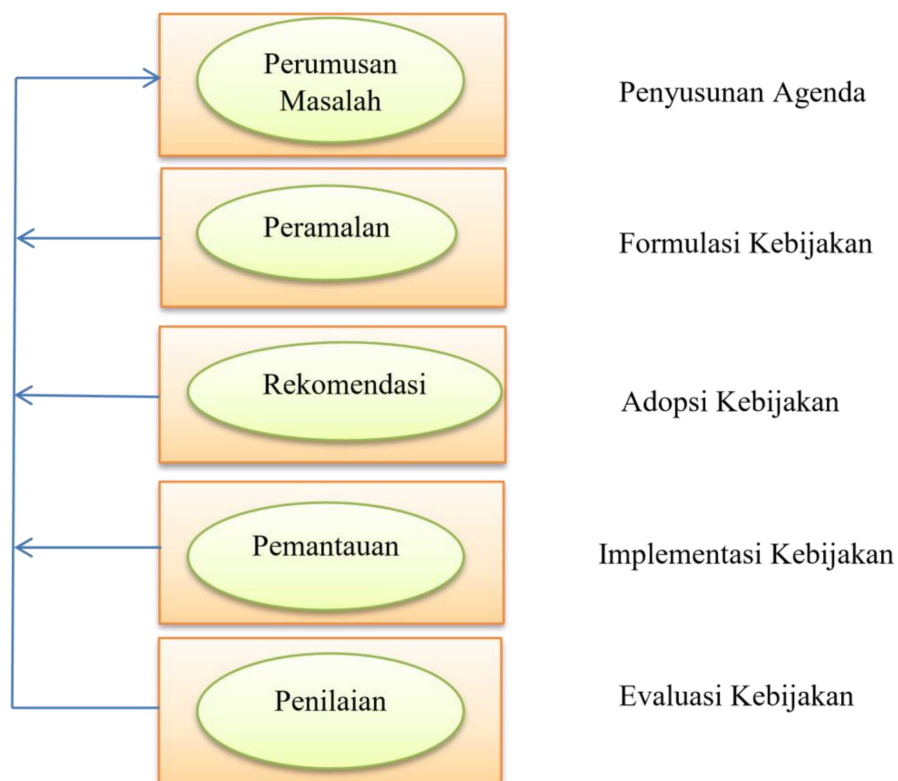 Perumusan
Masalah
Penyusunan Agenda
Peramalan
Formulasi Kebijakan
Rekomendasi
Adopsi Kebijakan
Pemantauan
Implementasi Kebijakan
Penilaian
Evaluasi Kebijakan